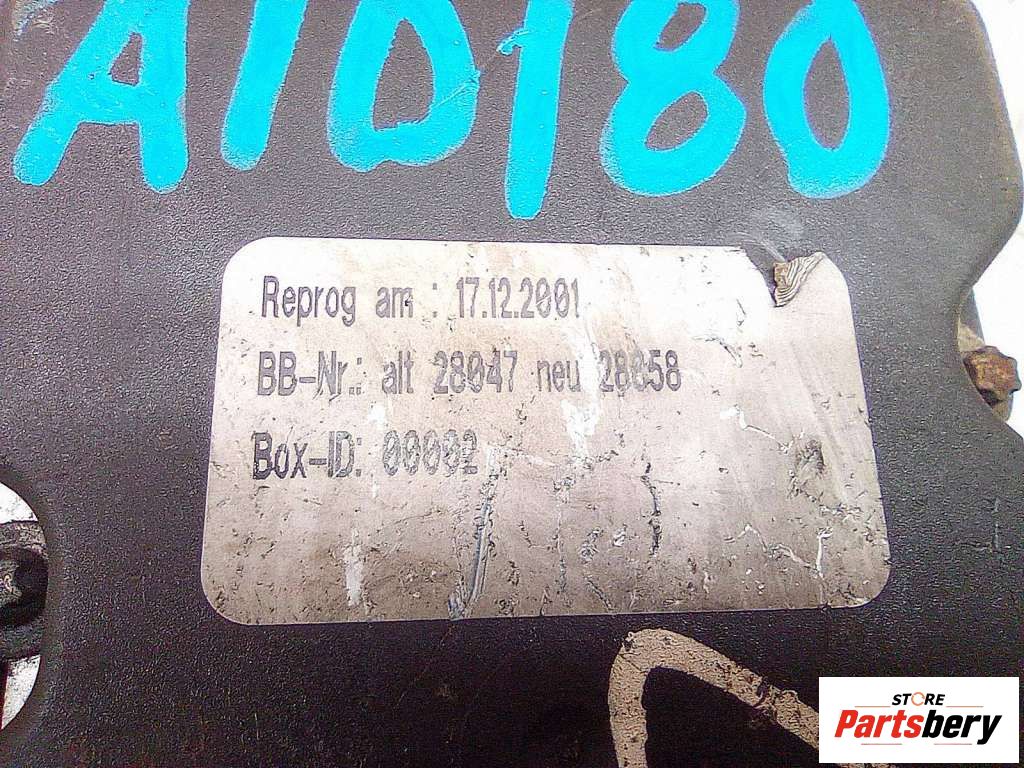 A10180
Reprog am : 17.12.2001
BB-Nr.: alt 28047 neu 28058
Box-ID: 00002
STORE
Partsbery